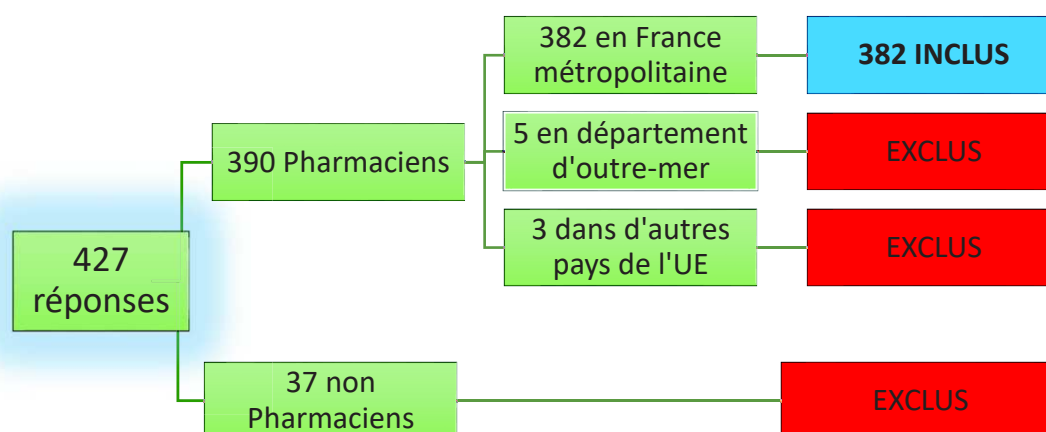 427
réponses
390 Pharmaciens
382 en France
métropolitaine
382 INCLUS
5 en département
d'outre-mer
EXCLUS
3 dans d'autres
pays de l'UE
EXCLUS
37 non
Pharmaciens
EXCLUS